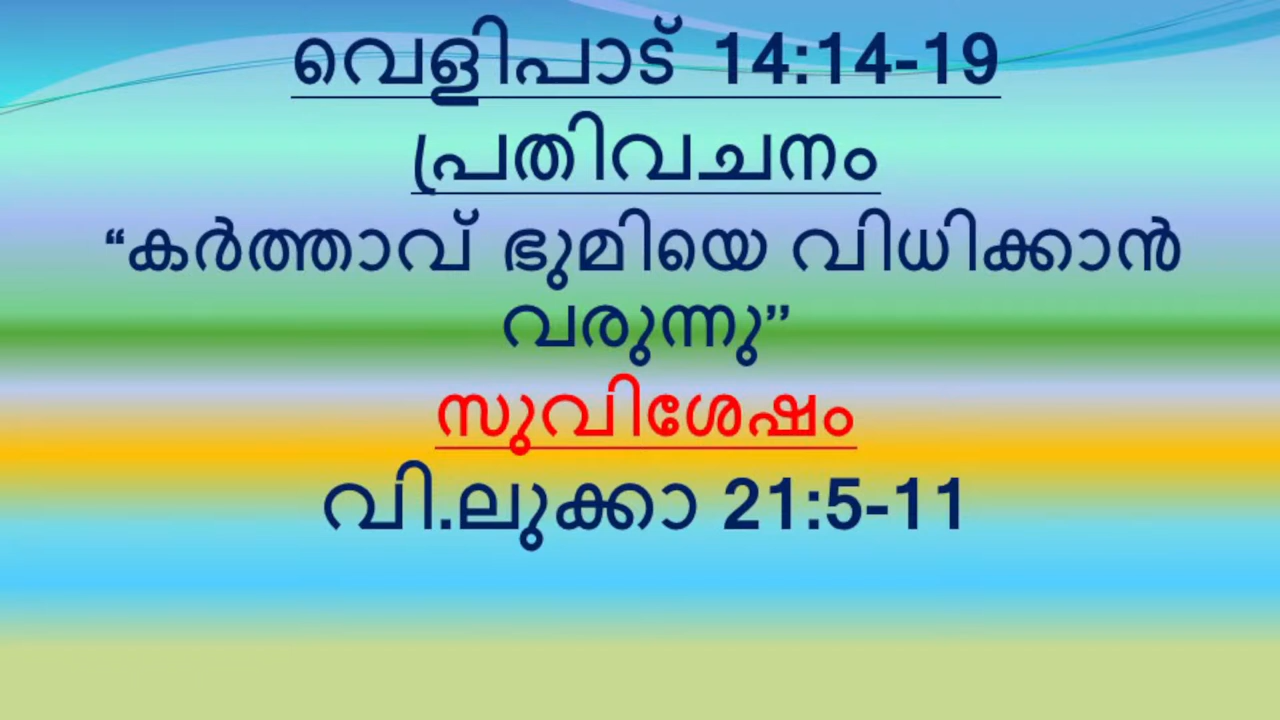 വെളിപാട് 14:14-19
പ്രതിവചനം
“കർത്താവ് ഭുമിയെ വിധിക്കാൻ
വരുന്നു”
സുവിശേഷം
വി.ലുക്കാ 21:5-11